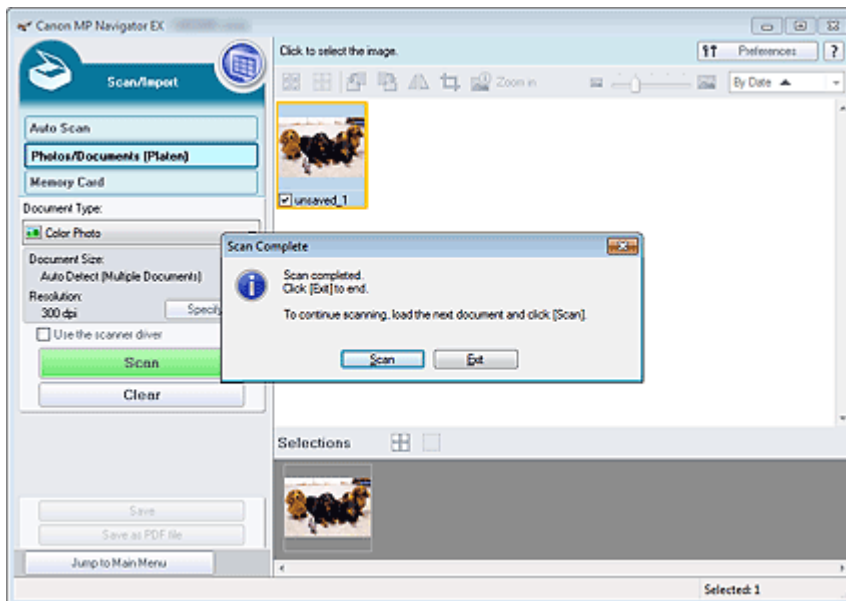 Canon MP Navigator EX
Click to select the image.
Preferences
?
Scan/Import
Zoom in
By Date
Auto Scan
Photos/Documents (Platen)
Memory Card
unsaved_1
Document Type:
Color Photo
Document Size:
Auto Detect (Multiple Documents)
Resolution:
300 dpi
Specify
Use the scanner driver
Scan
Clear
Scan Complete
Scan completed.
Click [Exit] to end.
To continue scanning, load the next document and click [Scan].
Scan
Exit
Selections
Save
Save as PDF file
Jump to Main Menu
Selected: 1